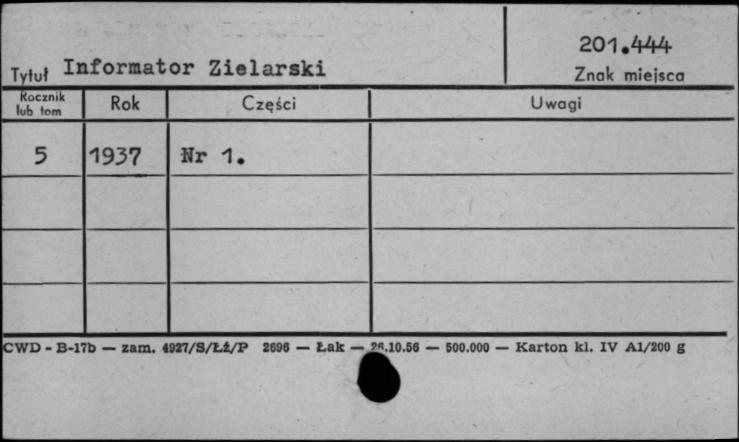 201.444
Tytuł Informator Zielarski
Znak miejsca
Rocznik lub tom Rok Części Uwagi
5 1937 Nr 1.
CWD - B-17b — zam. 4927/S/Łź/P 2696 — Łak — 26.10.56 — 500.000 — Karton kl. IV A1/200 g